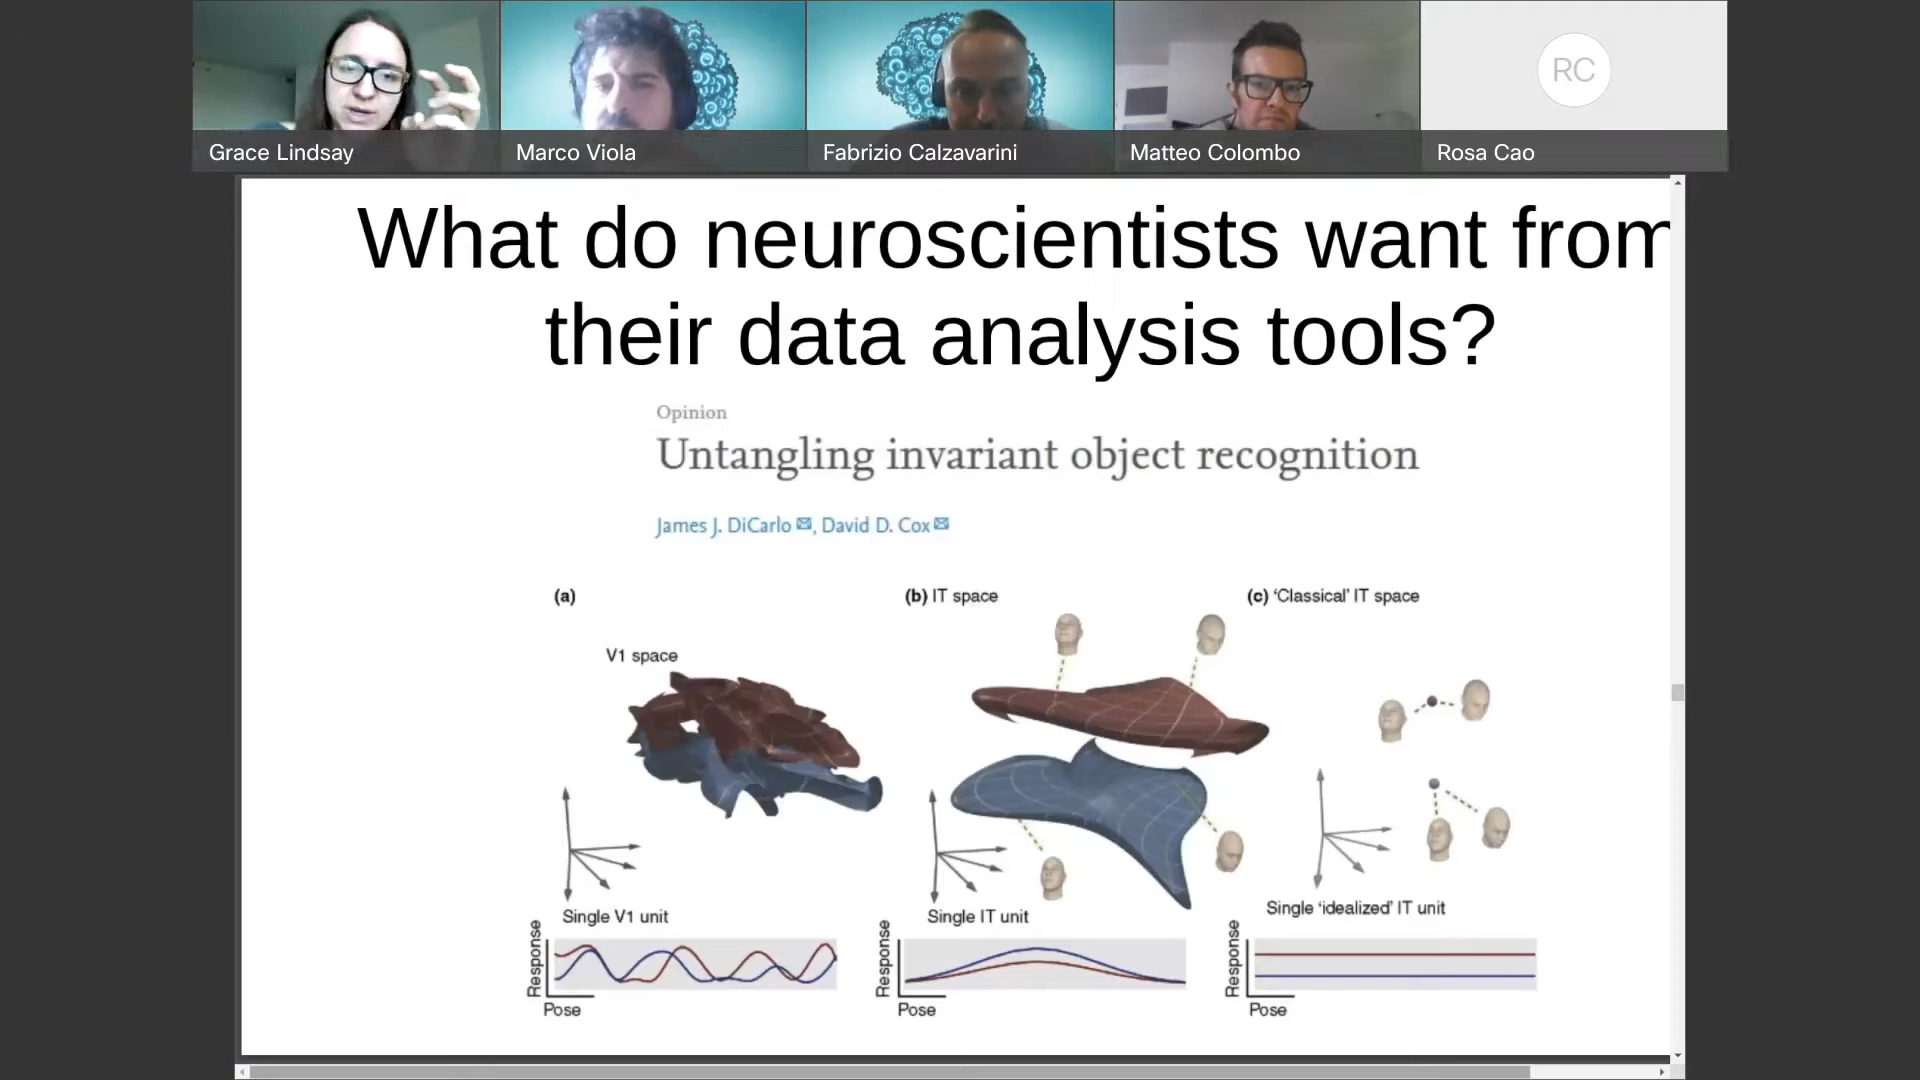 Grace Lindsay
Marco Viola
Fabrizio Calzavarini
Matteo Colombo
RC
Rosa Cao
What do neuroscientists want from
their data analysis tools?
Opinion
Untangling invariant object recognition
James J. DiCarlo, David D. Cox
(a)
V1 space
Single V1 unit
Response
Pose
(b) IT space
Single IT unit
Response
Pose
(c) ‘Classical’ IT space
Single ‘idealized’ IT unit
Response
Pose